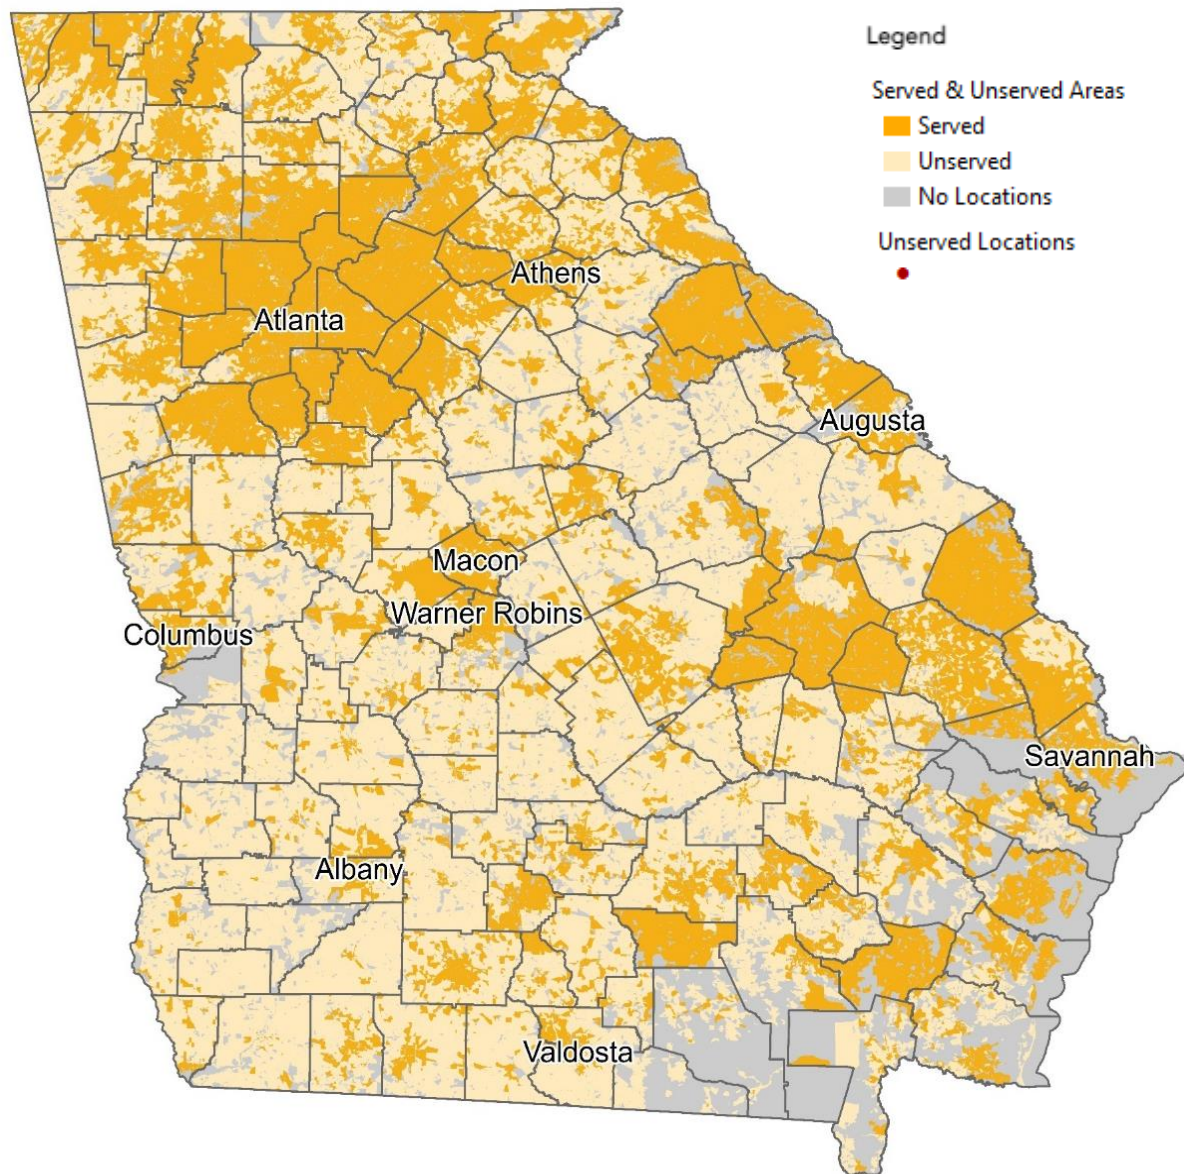 Legend
Served & Unserved Areas
Served
Unserved
No Locations
Unserved Locations
Athens
Atlanta
Augusta
Macon
Warner Robins
Columbus
Savannah
Albany
Valdosta